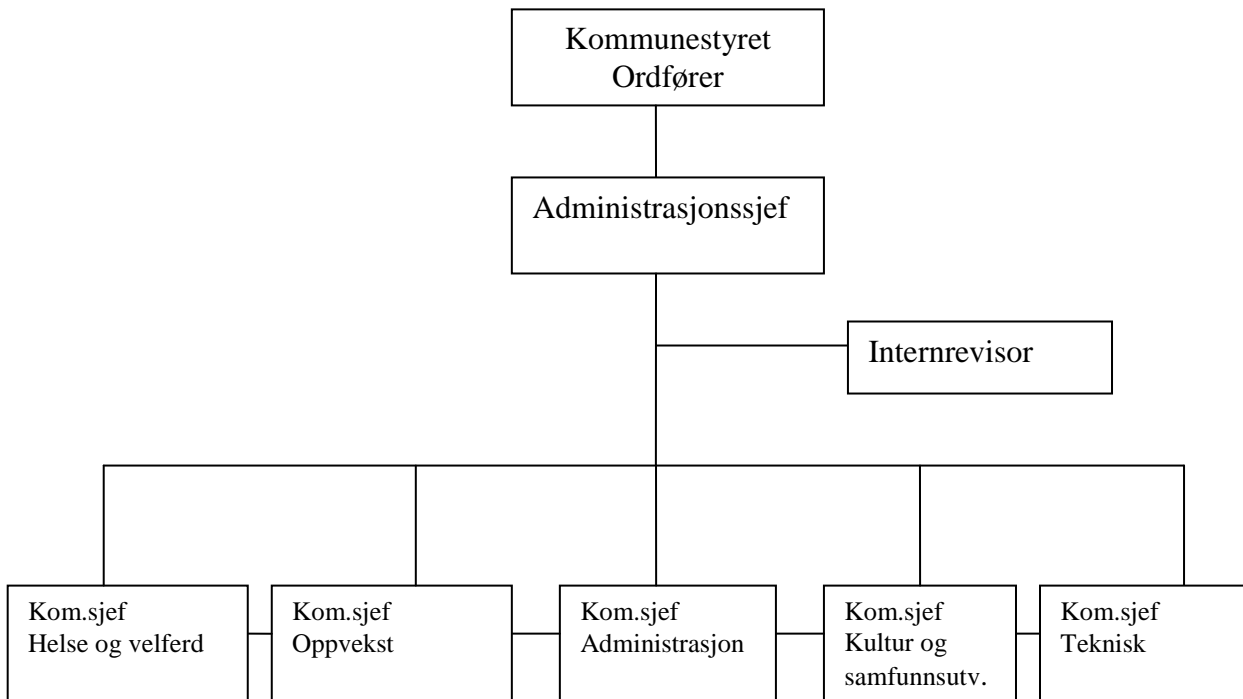 Kommunestyret
Ordfører
Administrasjonssjef
Internrevisor
Kom.sjef
Helse og velferd
Kom.sjef
Oppvekst
Kom.sjef
Administrasjon
Kom.sjef
Kultur og
samfunnsutv.
Kom.sjef
Teknisk